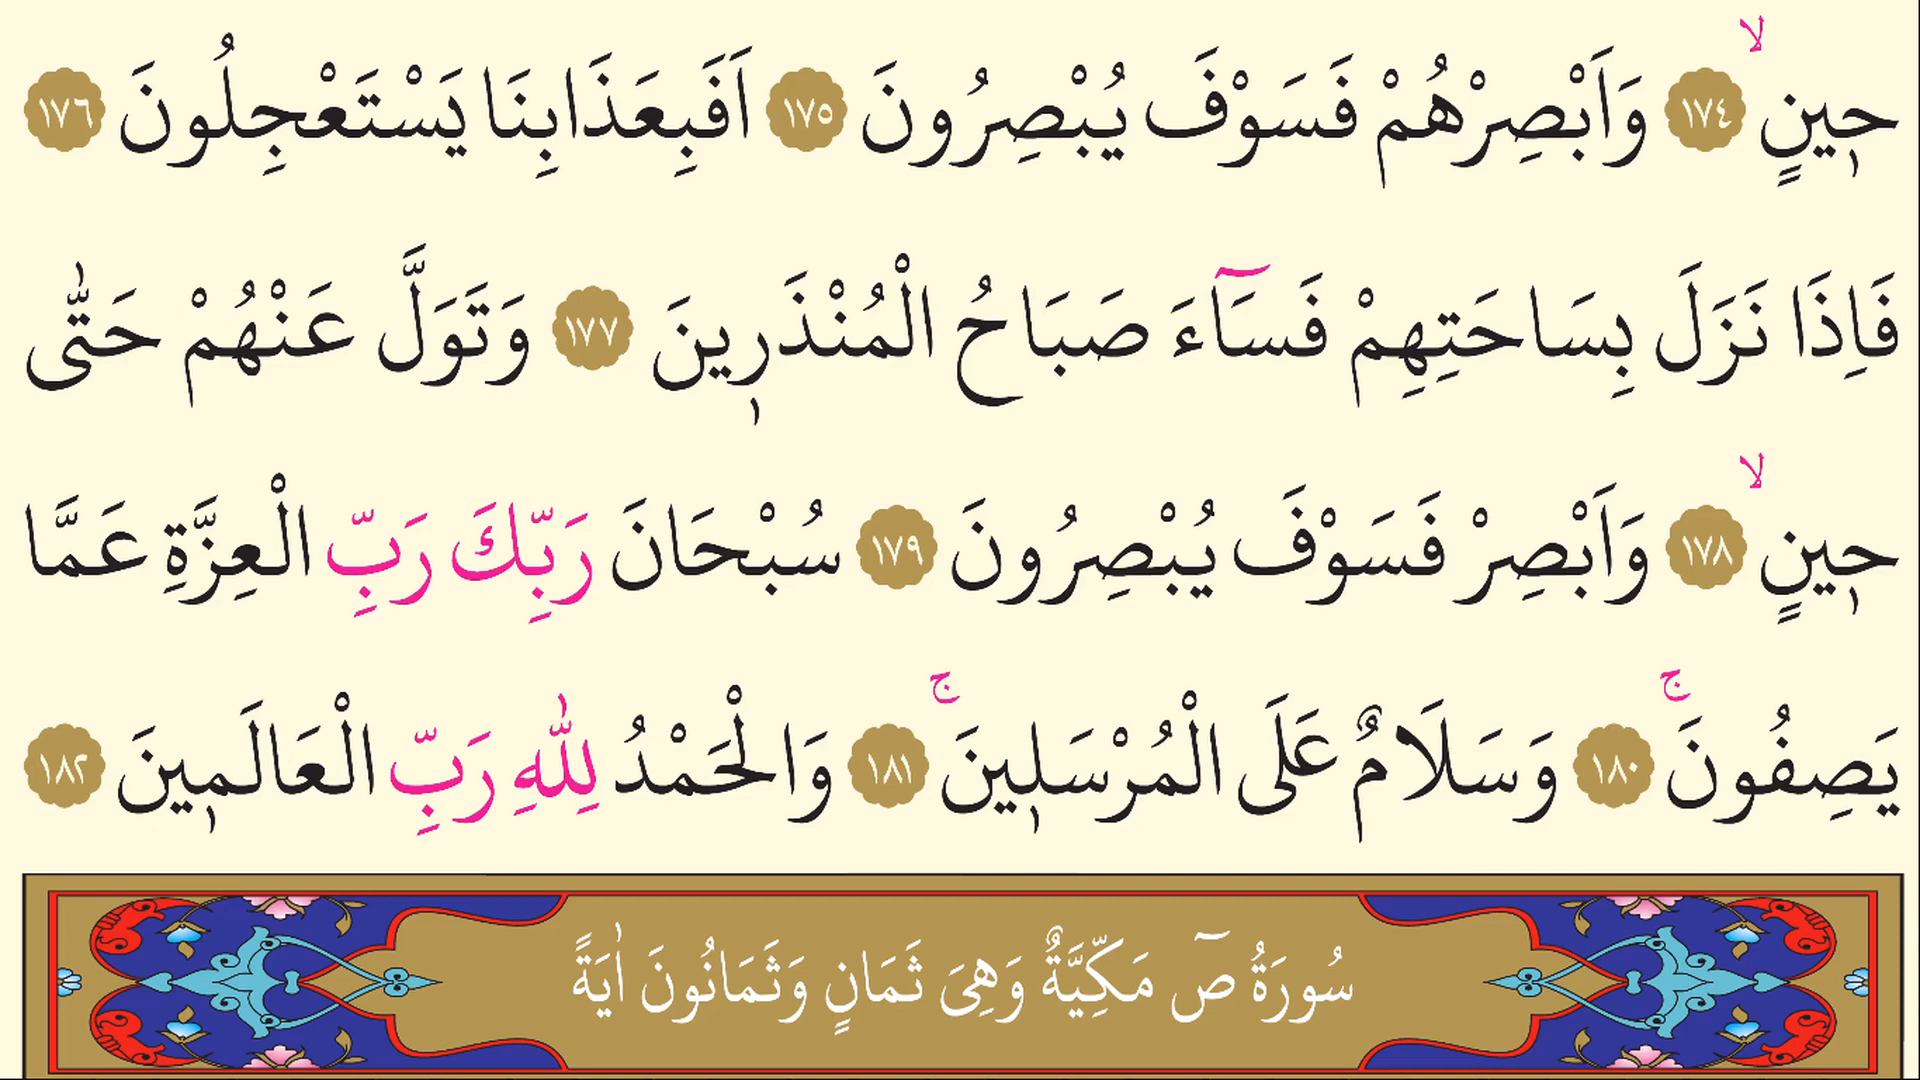 حٖينٍۙ ﴿١٧٤﴾ وَاَبْصِرْهُمْ فَسَوْفَ يُبْصِرُونَ ﴿١٧٥﴾ اَفَبِعَذَابِنَا يَسْتَعْجِلُونَ ﴿١٧٦﴾
فَاِذَا نَزَلَ بِسَاحَتِهِمْ فَسَٓاءَ صَبَاحُ الْمُنْذَرٖينَ ﴿١٧٧﴾ وَتَوَلَّ عَنْهُمْ حَتّٰى
حٖينٍۙ ﴿١٧٨﴾ وَاَبْصِرْ فَسَوْفَ يُبْصِرُونَ ﴿١٧٩﴾ سُبْحَانَ رَبِّكَ رَبِّ الْعِزَّةِ عَمَّا
يَصِفُونَۚ ﴿١٨٠﴾ وَسَلَامٌ عَلَى الْمُرْسَلٖينَۚ ﴿١٨١﴾ وَالْحَمْدُ لِلّٰهِ رَبِّ الْعَالَمٖينَ ﴿١٨٢﴾
سُورَةُ صٓ مَكِّيَّةٌ وَهِىَ ثَمَانٍ وَثَمَانُونَ اٰيَةً